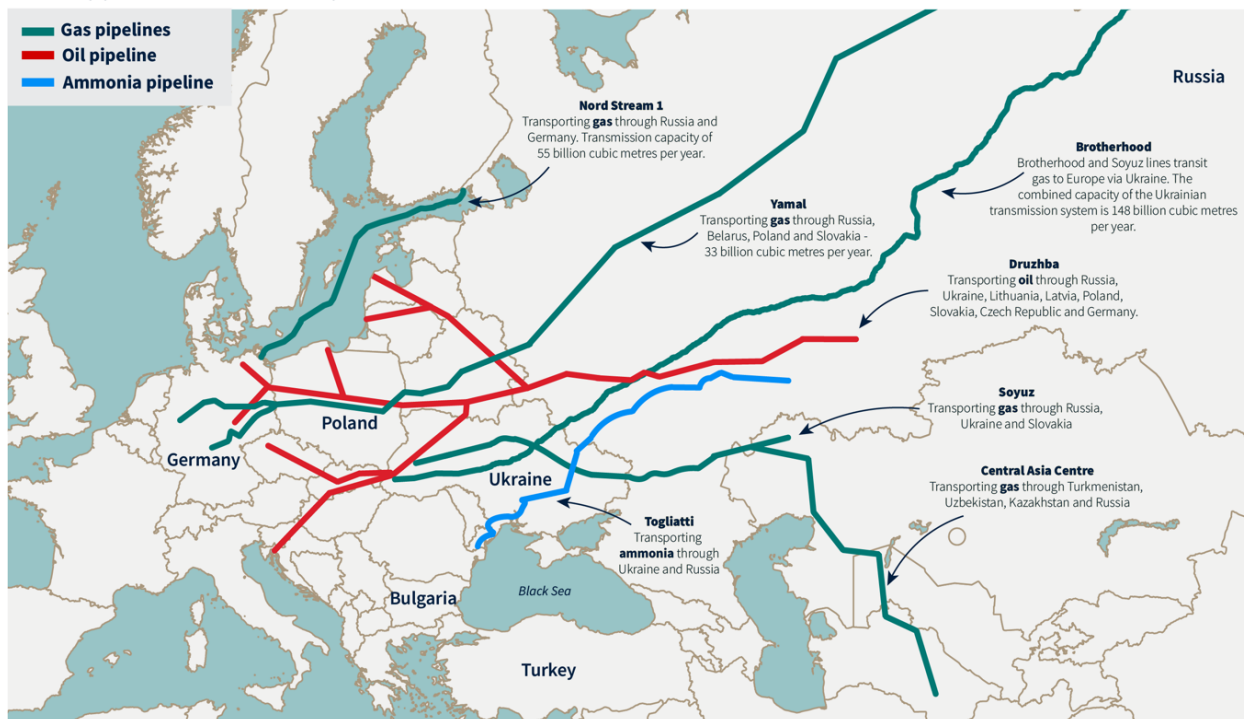 Gas pipelines
Oil pipeline
Ammonia pipeline
Russia
Nord Stream 1
Transporting gas through Russia and
Germany. Transmission capacity of
55 billion cubic metres per year.
Brotherhood
Brotherhood and Soyuz lines transit
gas to Europe via Ukraine. The
combined capacity of the Ukrainian
transmission system is 148 billion cubic metres
per year.
Yamal
Transporting gas through Russia,
Belarus, Poland and Slovakia -
33 billion cubic metres per year.
Druzhba
Transporting oil through Russia,
Ukraine, Lithuania, Latvia, Poland,
Slovakia, Czech Republic and Germany.
Soyuz
Transporting gas through Russia,
Ukraine and Slovakia
Poland
Germany
Ukraine
Central Asia Centre
Transporting gas through Turkmenistan,
Uzbekistan, Kazakhstan and Russia
Togliatti
Transporting
ammonia through
Ukraine and Russia
Bulgaria
Black Sea
Turkey